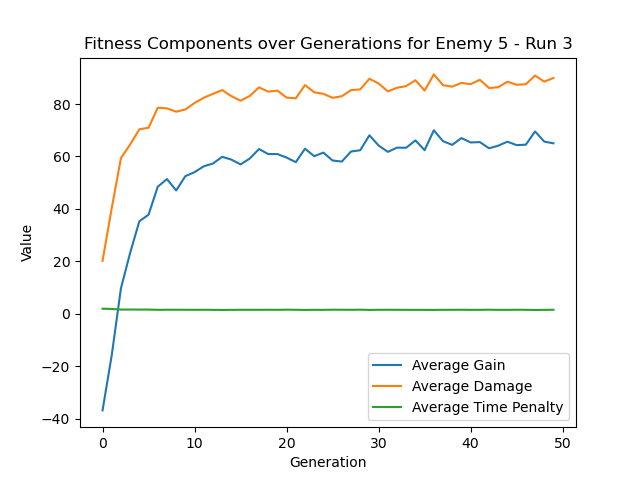 Fitness Components over Generations for Enemy 5 - Run 3
80
60
40
20
0
−20
−40
Value
0 10 20 30 40 50
Generation
Average Gain
Average Damage
Average Time Penalty